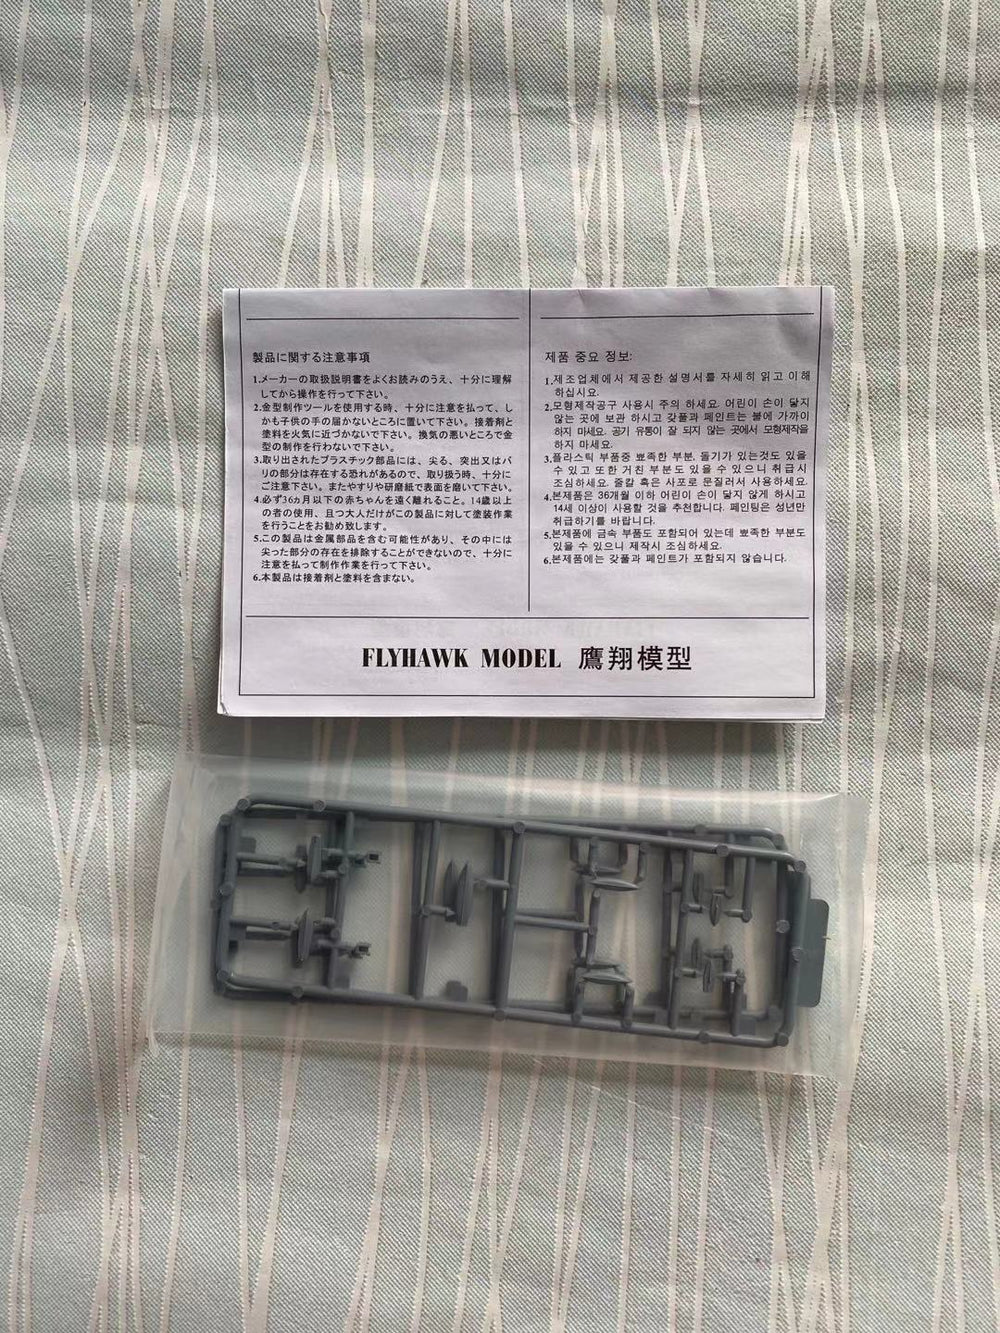 製品に関する注意事項
1.メーカーの取扱説明書をよくお読みのうえ、十分に理解
してから操作を行って下さい。
2.金型制作ツールを使用する時、十分に注意を払って、し
かも子供の手の届かないところに置いて下さい。接着剤と
塗料を火気に近づかないで下さい。換気の悪いところで金
型の制作を行わないで下さい。
3.取り出されたプラスチック部品には、尖る、突出又はバ
リの部分は存在する恐れがあるので、取り扱う時、十分に
ご注意下さい。またやすりや研磨紙で表面を磨いて下さい。
4.必ず36カ月以下の赤ちゃんを遠く離れること。14歳以上
の者の使用、且つ大人だけがこの製品に対して塗装作業
を行うことをお勧め致します。
5.この製品は金属部品を含む可能性があり、その中には
尖った部分の存在を排除することができないので、十分に
注意を払って制作作業を行って下さい。
6.本製品は接着剤と塗料を含まない。
제품 중요 정보:
1.제조업체에서 제공한 설명서를 자세히 읽고 이해
하십시요.
2.모형제작공구 사용시 주의 하세요. 어린이 손이 닿지
않는 곳에 보관 하시고 갖풀과 페인트는 불에 가까이
하지 마세요. 공기 유통이 잘 되지 않는 곳에서 모형제작을
하지 마세요.
3.플라스틱 부품중 뾰족한 부분, 돌기가 있는것도 있을
수 있고 또한 거친 부분도 있을 수 있으니 취급시
조심하세요. 줄칼 혹은 사포로 문질러서 사용하세요.
4.본제품은 36개월 이하 어린이 손이 닿지 않게 하시고
14세 이상이 사용할 것을 추천합니다. 페인팅은 성년만
취급하기를 바랍니다.
5.본제품에 금속 부품도 포함되어 있는데 뾰족한 부분도
있을 수 있으니 제작시 조심하세요.
6.본제품에는 갖풀과 페인트가 포함되지 않습니다.
FLYHAWK MODEL 鷹翔模型